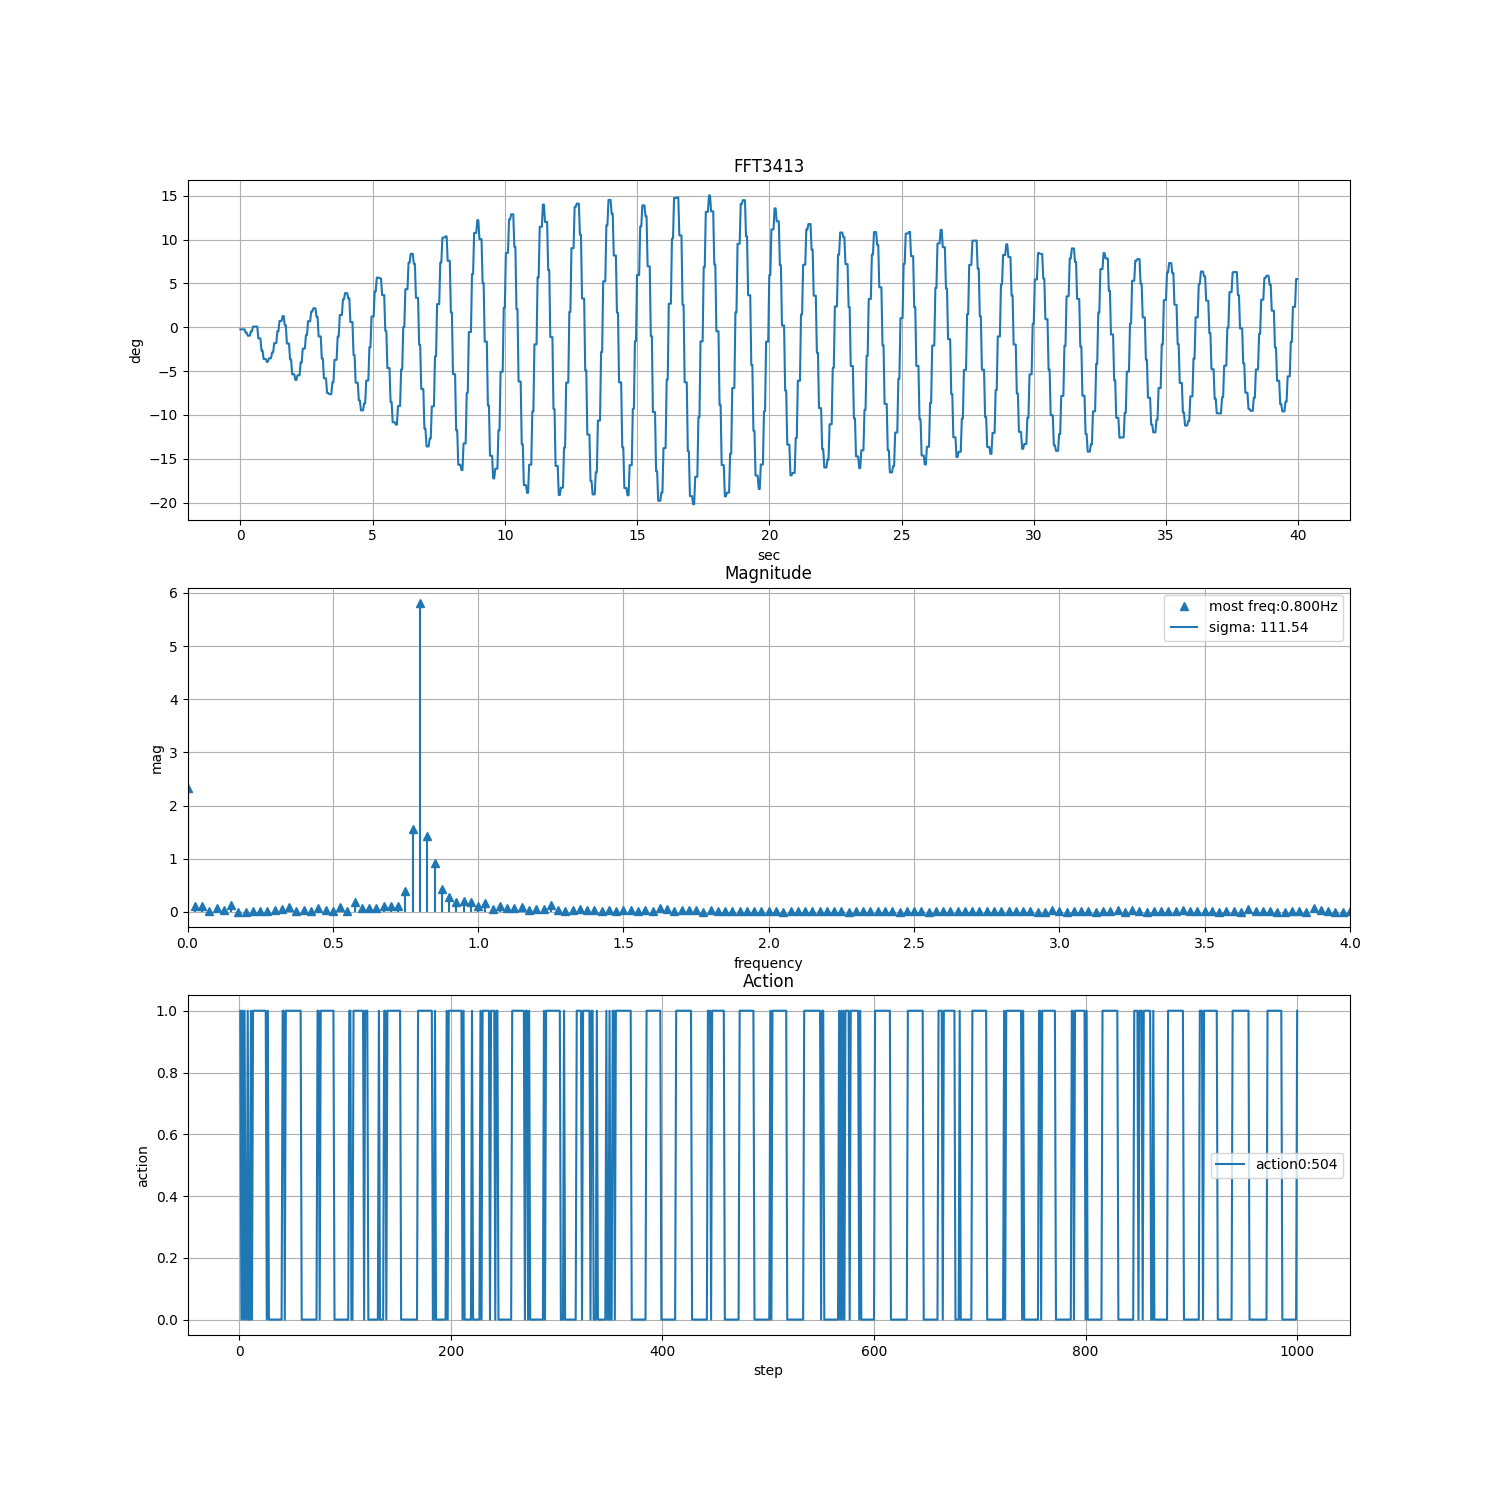 FFT3413
15
10
5
0
−5
−10
−15
−20
deg
0 5 10 15 20 25 30 35 40
sec
Magnitude
6
5
4
3
2
1
0
mag
most freq:0.800Hz
sigma: 111.54
0.0 0.5 1.0 1.5 2.0 2.5 3.0 3.5 4.0
frequency
Action
1.0
0.8
0.6
0.4
0.2
0.0
action
action0:504
0 200 400 600 800 1000
step